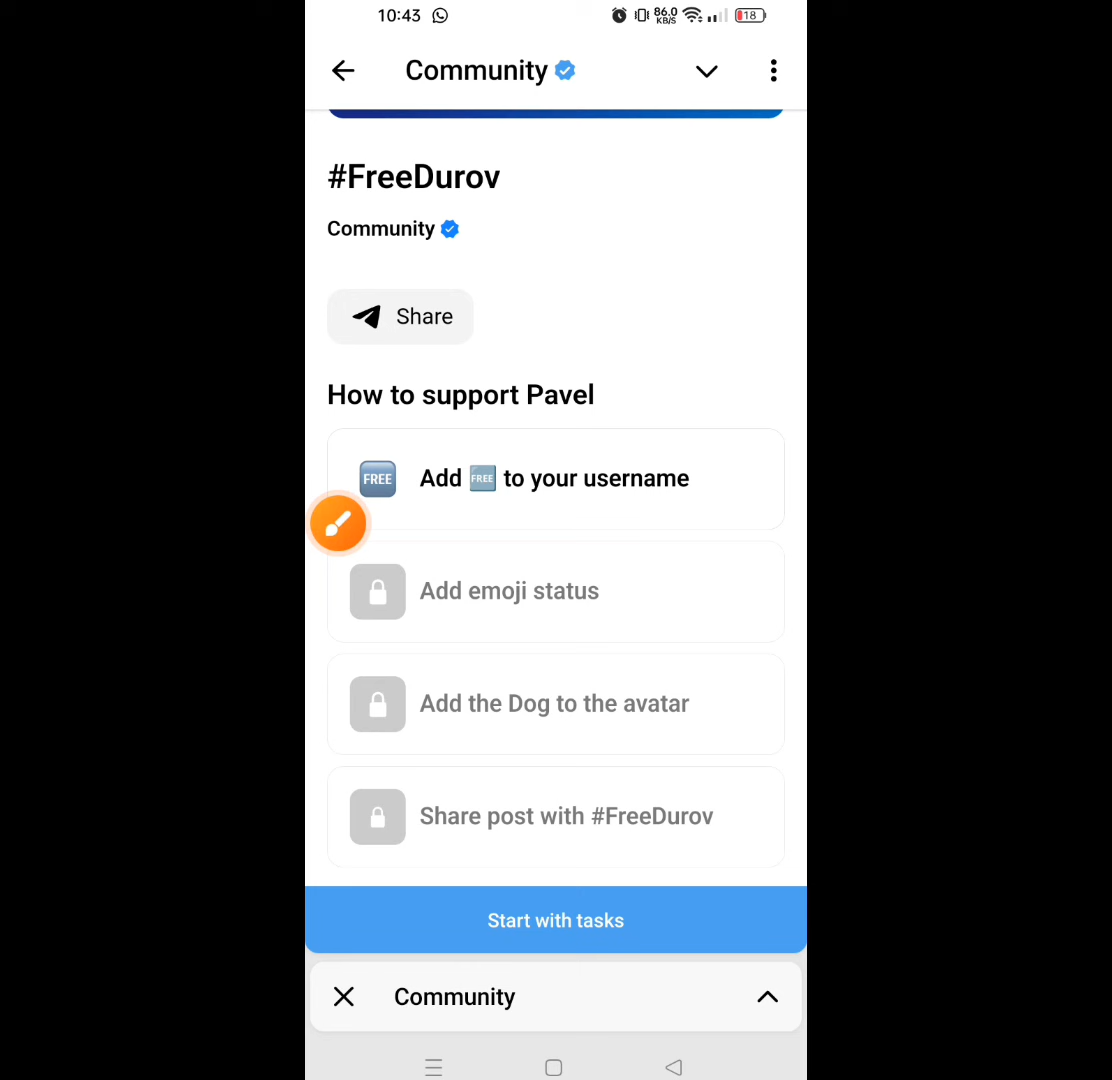 10:43 86.0 KB/S 18
Community
#FreeDurov
Community
Share
How to support Pavel
FREE Add FREE to your username
Add emoji status
Add the Dog to the avatar
Share post with #FreeDurov
Start with tasks
Community